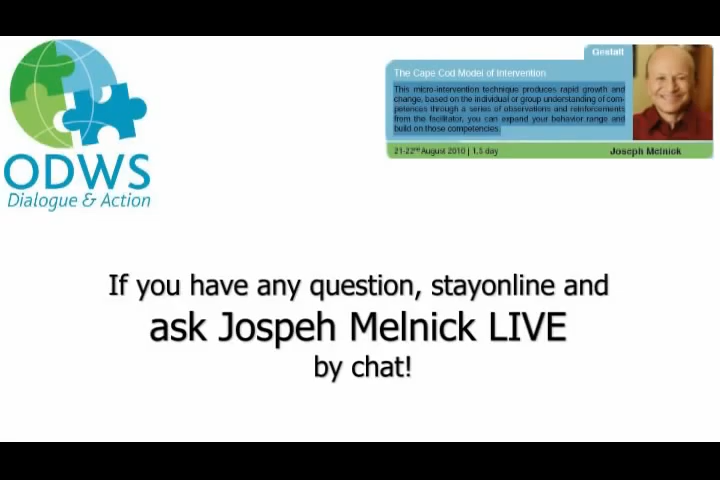 ODWS
Dialogue & Action
Gestalt
The Cape Cod Model of Intervention
This micro-intervention technique produces rapid growth and
change, based on the individual or group understanding of com-
petences through a series of observations and reinforcements
from the facilitator, you can expand your behavior range and
build on those competencies.
21-22nd August 2010 | 1,5 day
Joseph Melnick
If you have any question, stayonline and
ask Jospeh Melnick LIVE
by chat!